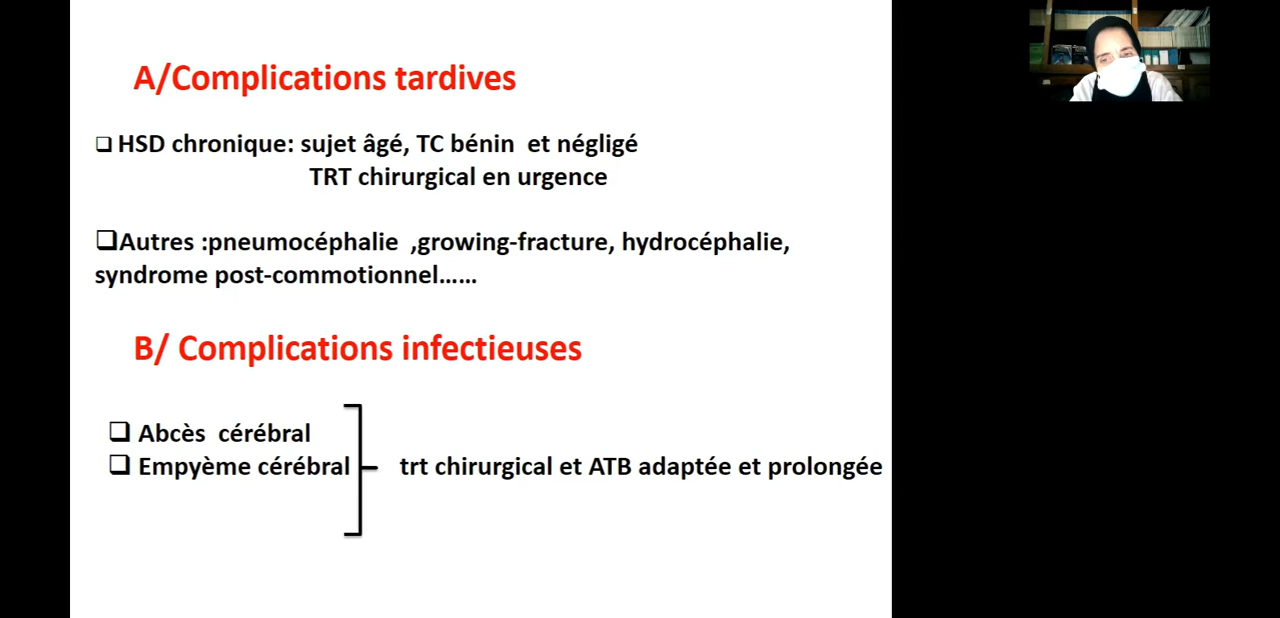 A/Complications tardives
HSD chronique: sujet âgé, TC bénin et négligé
TRT chirurgical en urgence
Autres :pneumocéphalie ,growing-fracture, hydrocéphalie,
syndrome post-commotionnel......
B/ Complications infectieuses
Abcès cérébral
Empyème cérébral
trt chirurgical et ATB adaptée et prolongée